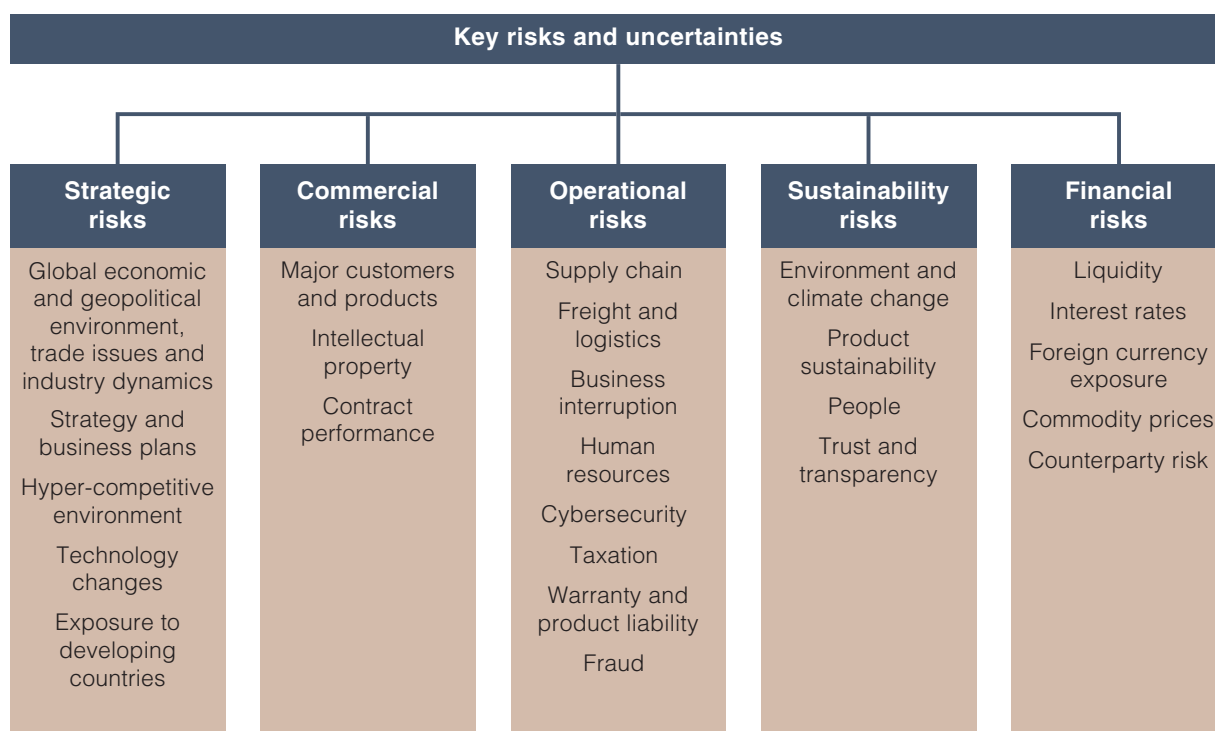 Key risks and uncertainties
Strategic
risks
Global economic
and geopolitical
environment,
trade issues and
industry dynamics
Strategy and
business plans
Hyper-competitive
environment
Technology
changes
Exposure to
developing
countries
Commercial
risks
Major customers
and products
Intellectual
property
Contract
performance
Operational
risks
Supply chain
Freight and
logistics
Business
interruption
Human
resources
Cybersecurity
Taxation
Warranty and
product liability
Fraud
Sustainability
risks
Environment and
climate change
Product
sustainability
People
Trust and
transparency
Financial
risks
Liquidity
Interest rates
Foreign currency
exposure
Commodity prices
Counterparty risk